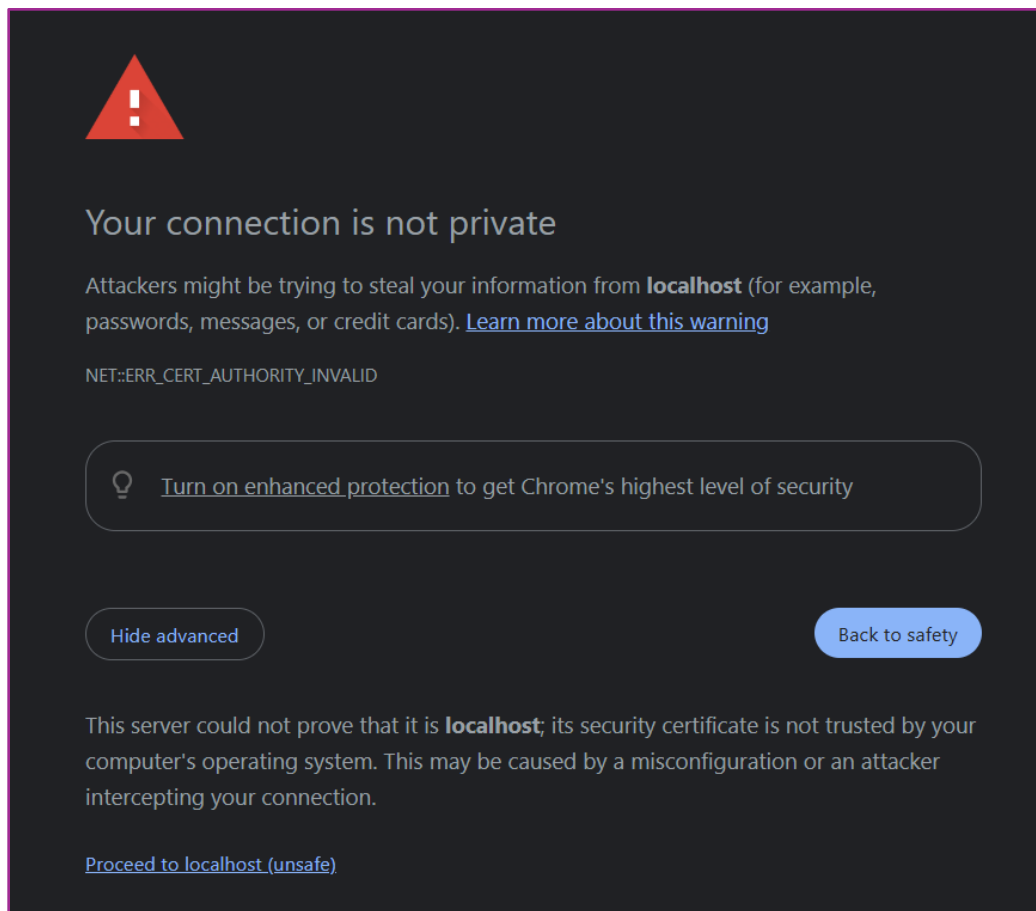 Your connection is not private
Attackers might be trying to steal your information from localhost (for example,
passwords, messages, or credit cards). Learn more about this warning
NET::ERR_CERT_AUTHORITY_INVALID
Turn on enhanced protection to get Chrome's highest level of security
Hide advanced
Back to safety
This server could not prove that it is localhost; its security certificate is not trusted by your
computer's operating system. This may be caused by a misconfiguration or an attacker
intercepting your connection.
Proceed to localhost (unsafe)